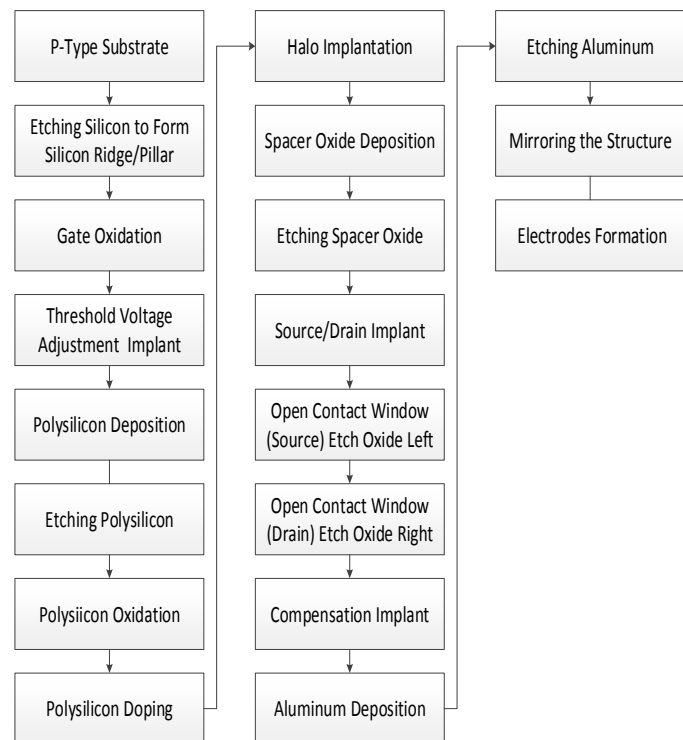 P-Type Substrate
Etching Silicon to Form
Silicon Ridge/Pillar
Gate Oxidation
Threshold Voltage
Adjustment Implant
Polysilicon Deposition
Etching Polysilicon
Polysiicon Oxidation
Polysilicon Doping
Halo Implantation
Spacer Oxide Deposition
Etching Spacer Oxide
Source/Drain Implant
Open Contact Window
(Source) Etch Oxide Left
Open Contact Window
(Drain) Etch Oxide Right
Compensation Implant
Aluminum Deposition
Etching Aluminum
Mirroring the Structure
Electrodes Formation